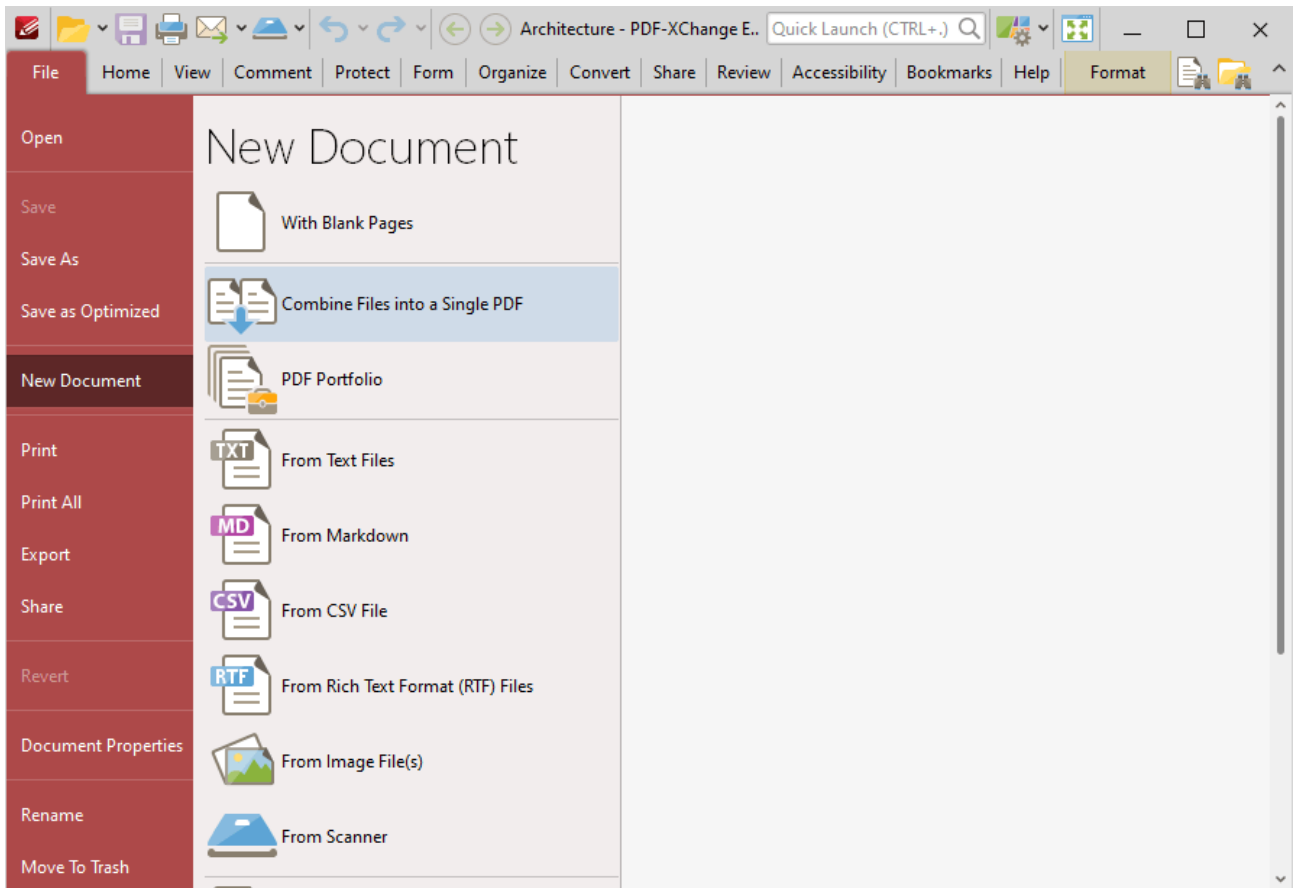 Architecture - PDF-XChange E..
Quick Launch (CTRL+.)
File Home View Comment Protect Form Organize Convert Share Review Accessibility Bookmarks Help Format
Open
Save
Save As
Save as Optimized
New Document
Print
Print All
Export
Share
Revert
Document Properties
Rename
Move To Trash
New Document
With Blank Pages
Combine Files into a Single PDF
PDF Portfolio
TXT From Text Files
MD From Markdown
CSV From CSV File
RTF From Rich Text Format (RTF) Files
From Image File(s)
From Scanner